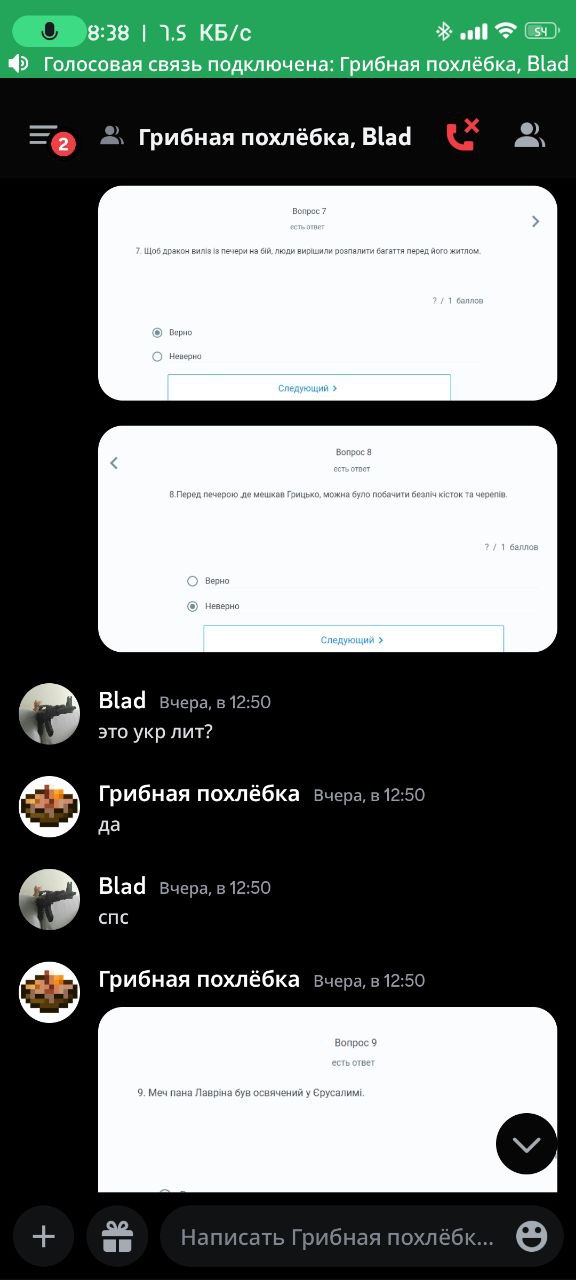 8:38 | 7.5 КБ/с 54
Голосовая связь подключена: Грибная похлёбка, Blad
2 Грибная похлёбка, Blad
Вопрос 7
есть ответ
7. Щоб дракон виліз із печери на бій, люди вирішили розпалити багаття перед його житлом.
? / 1 баллов
Верно
Неверно
Следующий
Вопрос 8
есть ответ
8.Перед печерою ,де мешкав Грицько, можна було побачити безліч кісток та черепів.
? / 1 баллов
Верно
Неверно
Следующий
Blad Вчера, в 12:50
это укр лит?
Грибная похлёбка Вчера, в 12:50
да
Blad Вчера, в 12:50
спс
Грибная похлёбка Вчера, в 12:50
Вопрос 9
есть ответ
9. Меч пана Лавріна був освячений у Єрусалимі.
Написать Грибная похлёбк...